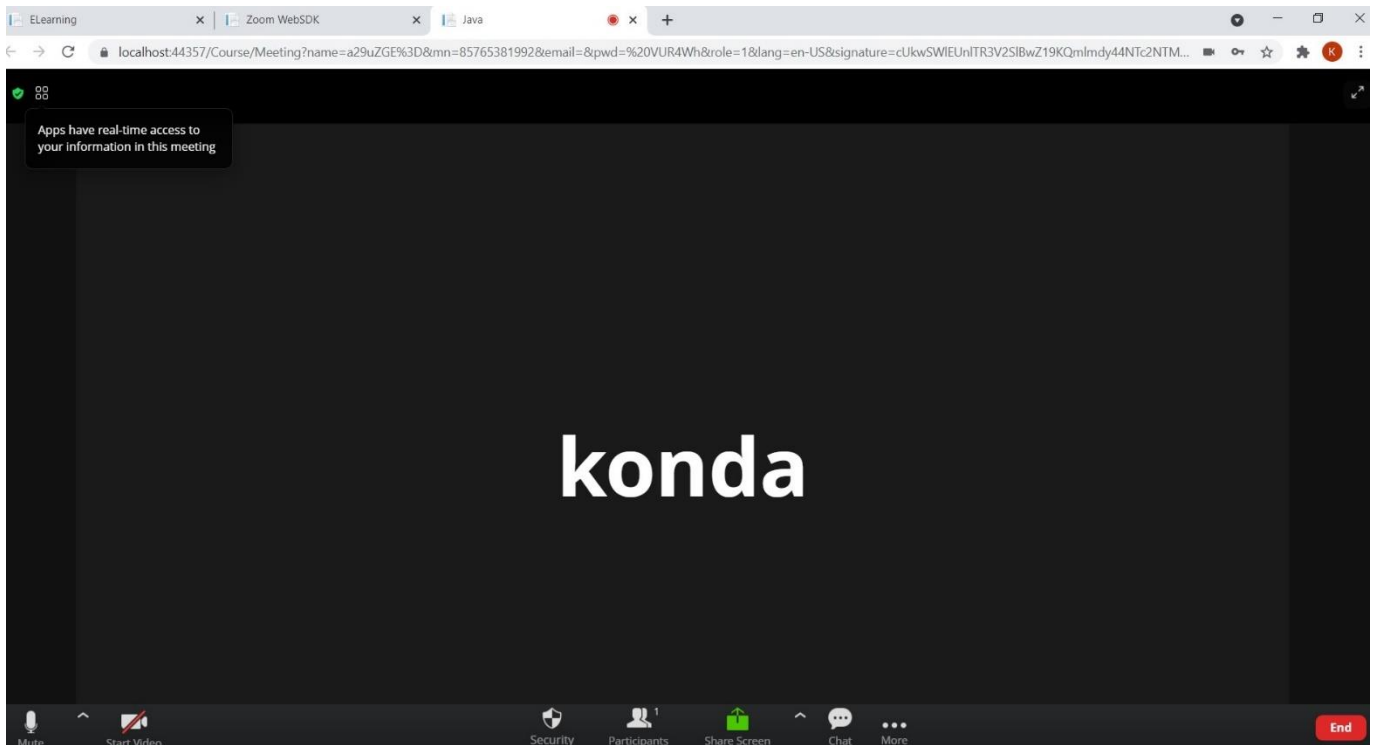 ELearning
Zoom WebSDK
Java
localhost:44357/Course/Meeting?name=a29uZGE%3D&mn=85765381992&email=&pwd=%20VUR4Wh&role=1&lang=en-US&signature=cUkwSWlEUnlTR3V2SlBwZ19KQmlmdy44NTc2NTM...
K
Apps have real-time access to
your information in this meeting
konda
Mute
Start Video
Security
Participants
1
Share Screen
Chat
More
End